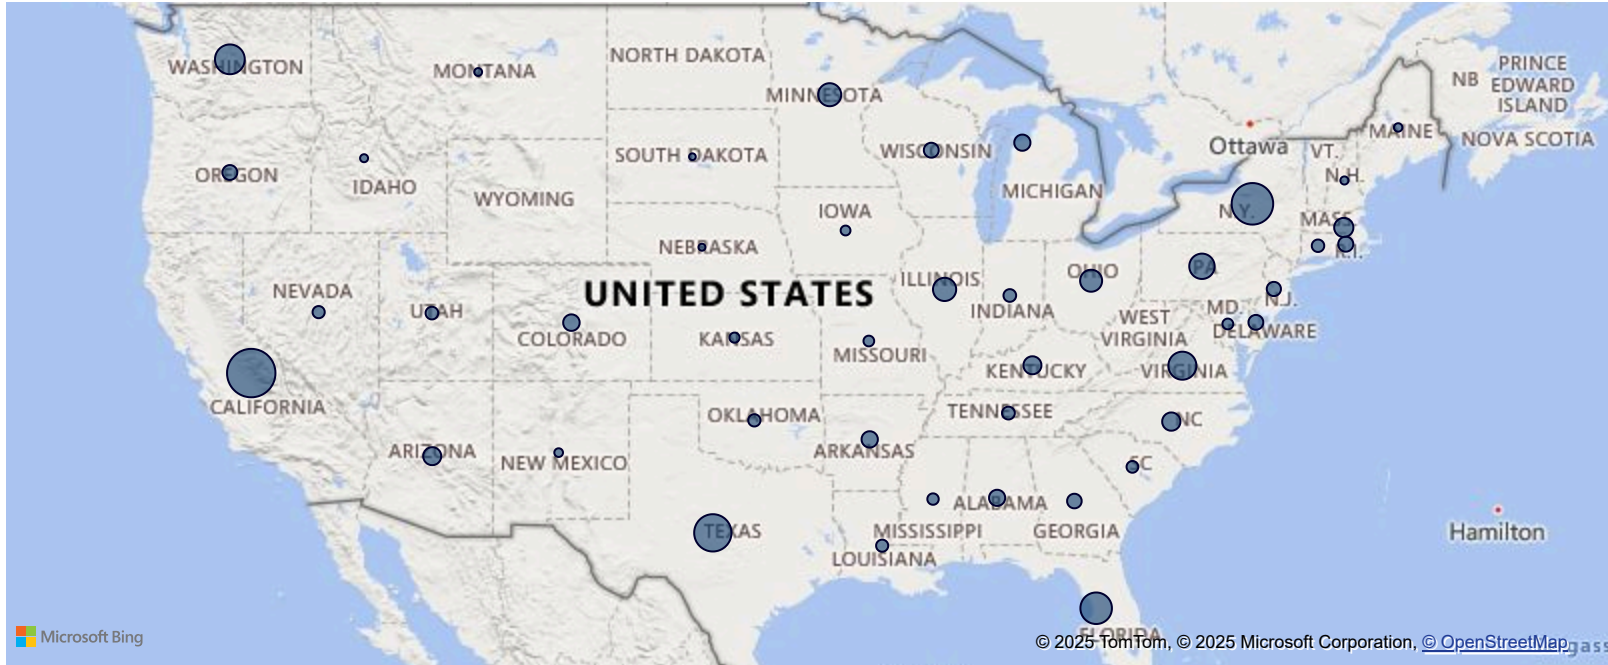 WASHINGTON
MONTANA
NORTH DAKOTA
MINNESOTA
NB
PRINCE
EDWARD
ISLAND
NOVA SCOTIA
MAINE
Ottawa
VT.
N.H.
OREGON
IDAHO
WYOMING
SOUTH DAKOTA
WISCONSIN
MICHIGAN
N.Y.
MASS.
R.I.
IOWA
NEBRASKA
NEVADA
UTAH
COLORADO
UNITED STATES
KANSAS
MISSOURI
ILLINOIS
INDIANA
OHIO
PA
N.J.
MD.
DELAWARE
WEST
VIRGINIA
KENTUCKY
VIRGINIA
CALIFORNIA
ARIZONA
NEW MEXICO
OKLAHOMA
ARKANSAS
TENNESSEE
NC
SC
TEXAS
LOUISIANA
MISSISSIPPI
ALABAMA
GEORGIA
FLORIDA
Hamilton
Microsoft Bing
© 2025 TomTom, © 2025 Microsoft Corporation, © OpenStreetMap